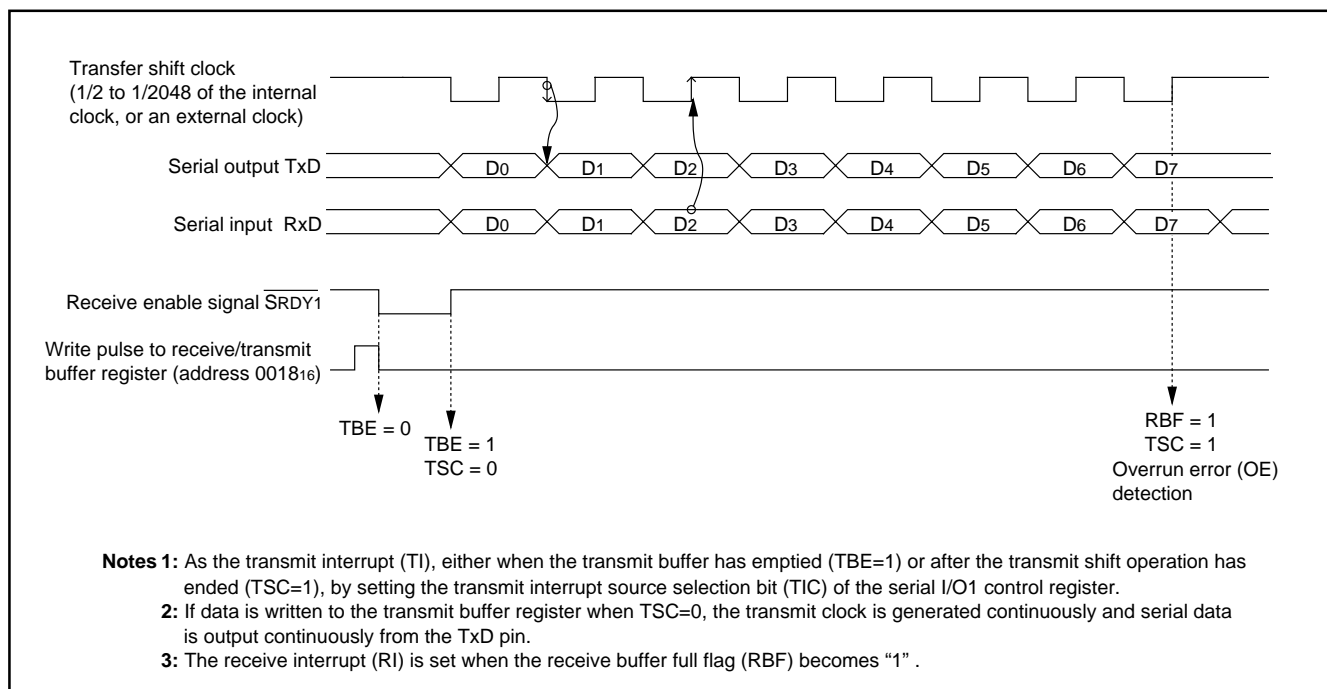 Transfer shift clock
(1/2 to 1/2048 of the internal
clock, or an external clock)
Serial output TxD
D0 D1 D2 D3 D4 D5 D6 D7
Serial input RxD
D0 D1 D2 D3 D4 D5 D6 D7
Receive enable signal S̅R̅D̅Y̅1̅
Write pulse to receive/transmit
buffer register (address 001816)
TBE = 0
TBE = 1
TSC = 0
RBF = 1
TSC = 1
Overrun error (OE)
detection
Notes 1: As the transmit interrupt (TI), either when the transmit buffer has emptied (TBE=1) or after the transmit shift operation has
ended (TSC=1), by setting the transmit interrupt source selection bit (TIC) of the serial I/O1 control register.
2: If data is written to the transmit buffer register when TSC=0, the transmit clock is generated continuously and serial data
is output continuously from the TxD pin.
3: The receive interrupt (RI) is set when the receive buffer full flag (RBF) becomes “1” .